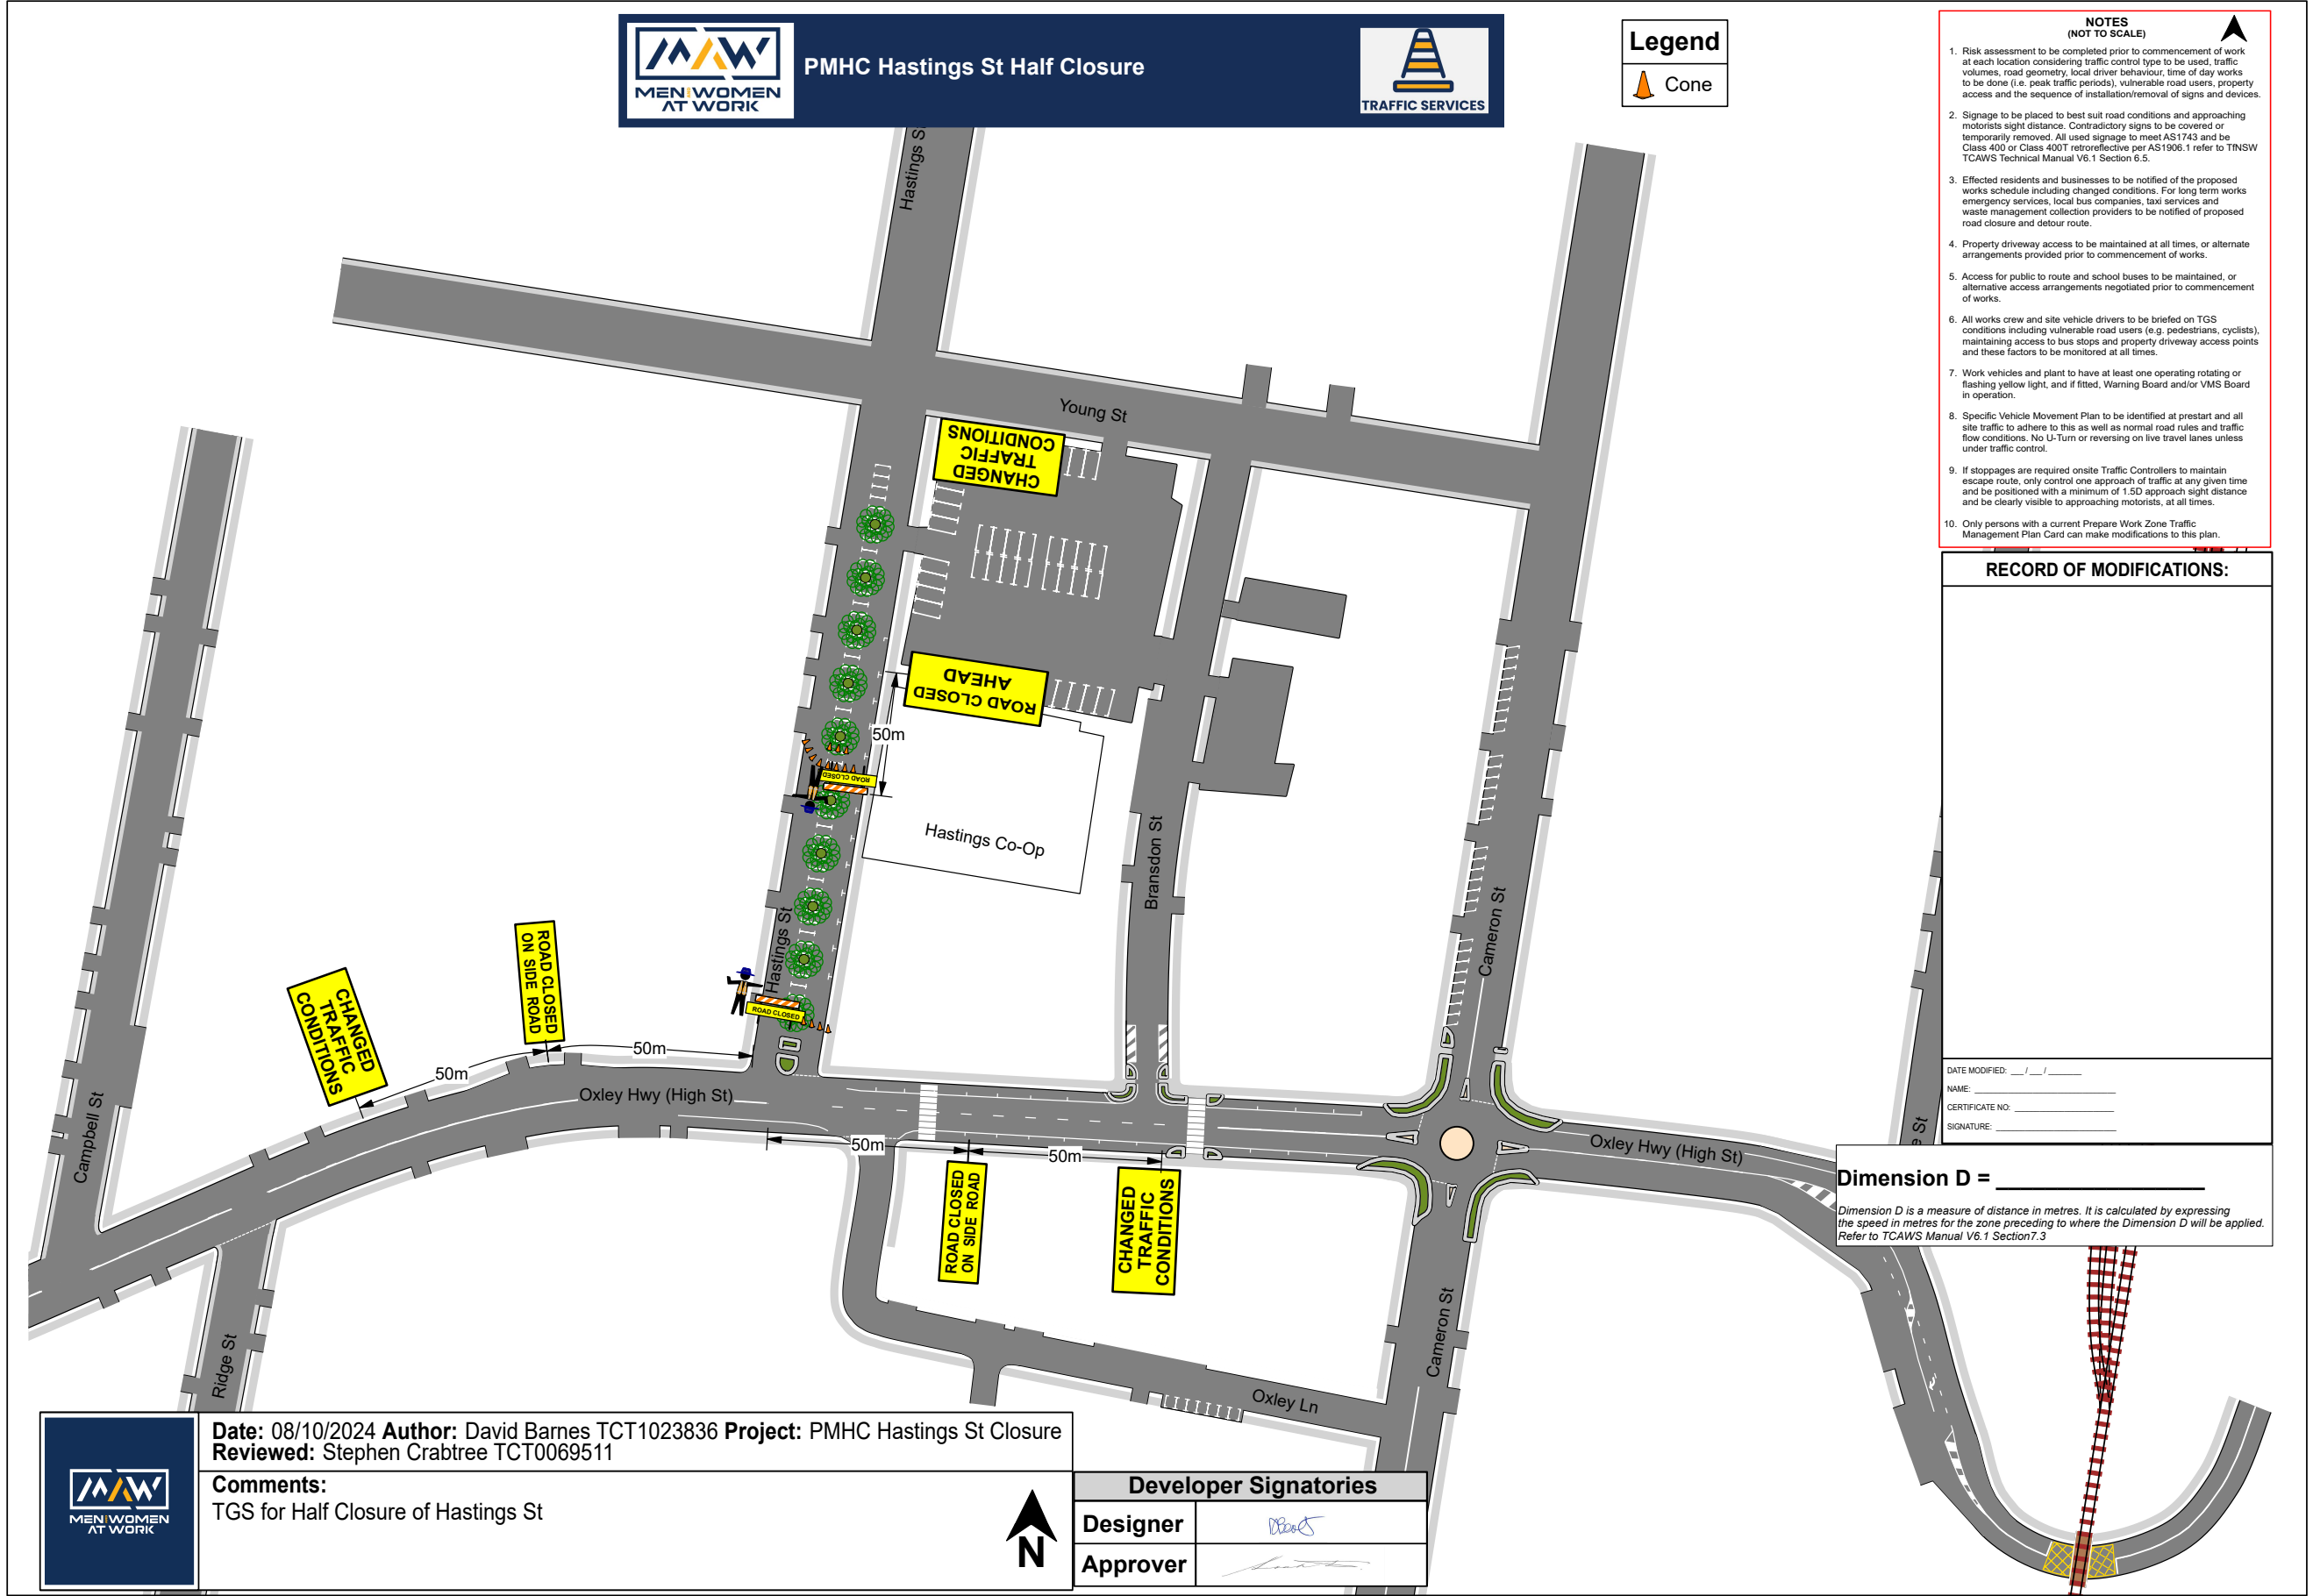 MAW
MEN&WOMEN
AT WORK
PMHC Hastings St Half Closure
TRAFFIC SERVICES
Legend
Cone
NOTES
(NOT TO SCALE)
1. Risk assessment to be completed prior to commencement of work
at each location considering traffic control type to be used, traffic
volumes, road geometry, local driver behaviour, time of day works
to be done (i.e. peak traffic periods), vulnerable road users, property
access and the sequence of installation/removal of signs and devices.
2. Signage to be placed to best suit road conditions and approaching
motorists sight distance. Contradictory signs to be covered or
temporarily removed. All used signage to meet AS1743 and be
Class 400 or Class 400T retroreflective per AS1906.1 refer to TfNSW
TCAWS Technical Manual V6.1 Section 6.5.
3. Effected residents and businesses to be notified of the proposed
works schedule including changed conditions. For long term works
emergency services, local bus companies, taxi services and
waste management collection providers to be notified of proposed
road closure and detour route.
4. Property driveway access to be maintained at all times, or alternate
arrangements provided prior to commencement of works.
5. Access for public to route and school buses to be maintained, or
alternative access arrangements negotiated prior to commencement
of works.
6. All works crew and site vehicle drivers to be briefed on TGS
conditions including vulnerable road users (e.g. pedestrians, cyclists),
maintaining access to bus stops and property driveway access points
and these factors to be monitored at all times.
7. Work vehicles and plant to have at least one operating rotating or
flashing yellow light, and if fitted, Warning Board and/or VMS Board
in operation.
8. Specific Vehicle Movement Plan to be identified at prestart and all
site traffic to adhere to this as well as normal road rules and traffic
flow conditions. No U-Turn or reversing on live travel lanes unless
under traffic control.
9. If stoppages are required onsite Traffic Controllers to maintain
escape route, only control one approach of traffic at any given time
and be positioned with a minimum of 1.5D approach sight distance
and be clearly visible to approaching motorists, at all times.
10. Only persons with a current Prepare Work Zone Traffic
Management Plan Card can make modifications to this plan.
RECORD OF MODIFICATIONS:
DATE MODIFIED: ___ / ___ / _______
NAME: ______________
CERTIFICATE NO: ______________
SIGNATURE: ______________
Dimension D = ______________
Dimension D is a measure of distance in metres. It is calculated by expressing
the speed in metres for the zone preceding to where the Dimension D will be applied.
Refer to TCAWS Manual V6.1 Section7.3
Hastings St
Young St
CHANGED
TRAFFIC
CONDITIONS
ROAD CLOSED
AHEAD
50m
ROAD CLOSED
Hastings Co-Op
Bransdon St
Cameron St
Hastings St
ROAD CLOSED
ROAD CLOSED
ON SIDE ROAD
CHANGED
TRAFFIC
CONDITIONS
50m
50m
Campbell St
Oxley Hwy (High St)
50m
50m
ROAD CLOSED
ON SIDE ROAD
CHANGED
TRAFFIC
CONDITIONS
Oxley Hwy (High St)
e St
Ridge St
Cameron St
Oxley Ln
MAW
MEN&WOMEN
AT WORK
Date: 08/10/2024 Author: David Barnes TCT1023836 Project: PMHC Hastings St Closure
Reviewed: Stephen Crabtree TCT0069511
Comments:
TGS for Half Closure of Hastings St
N
Developer Signatories
Designer
Approver